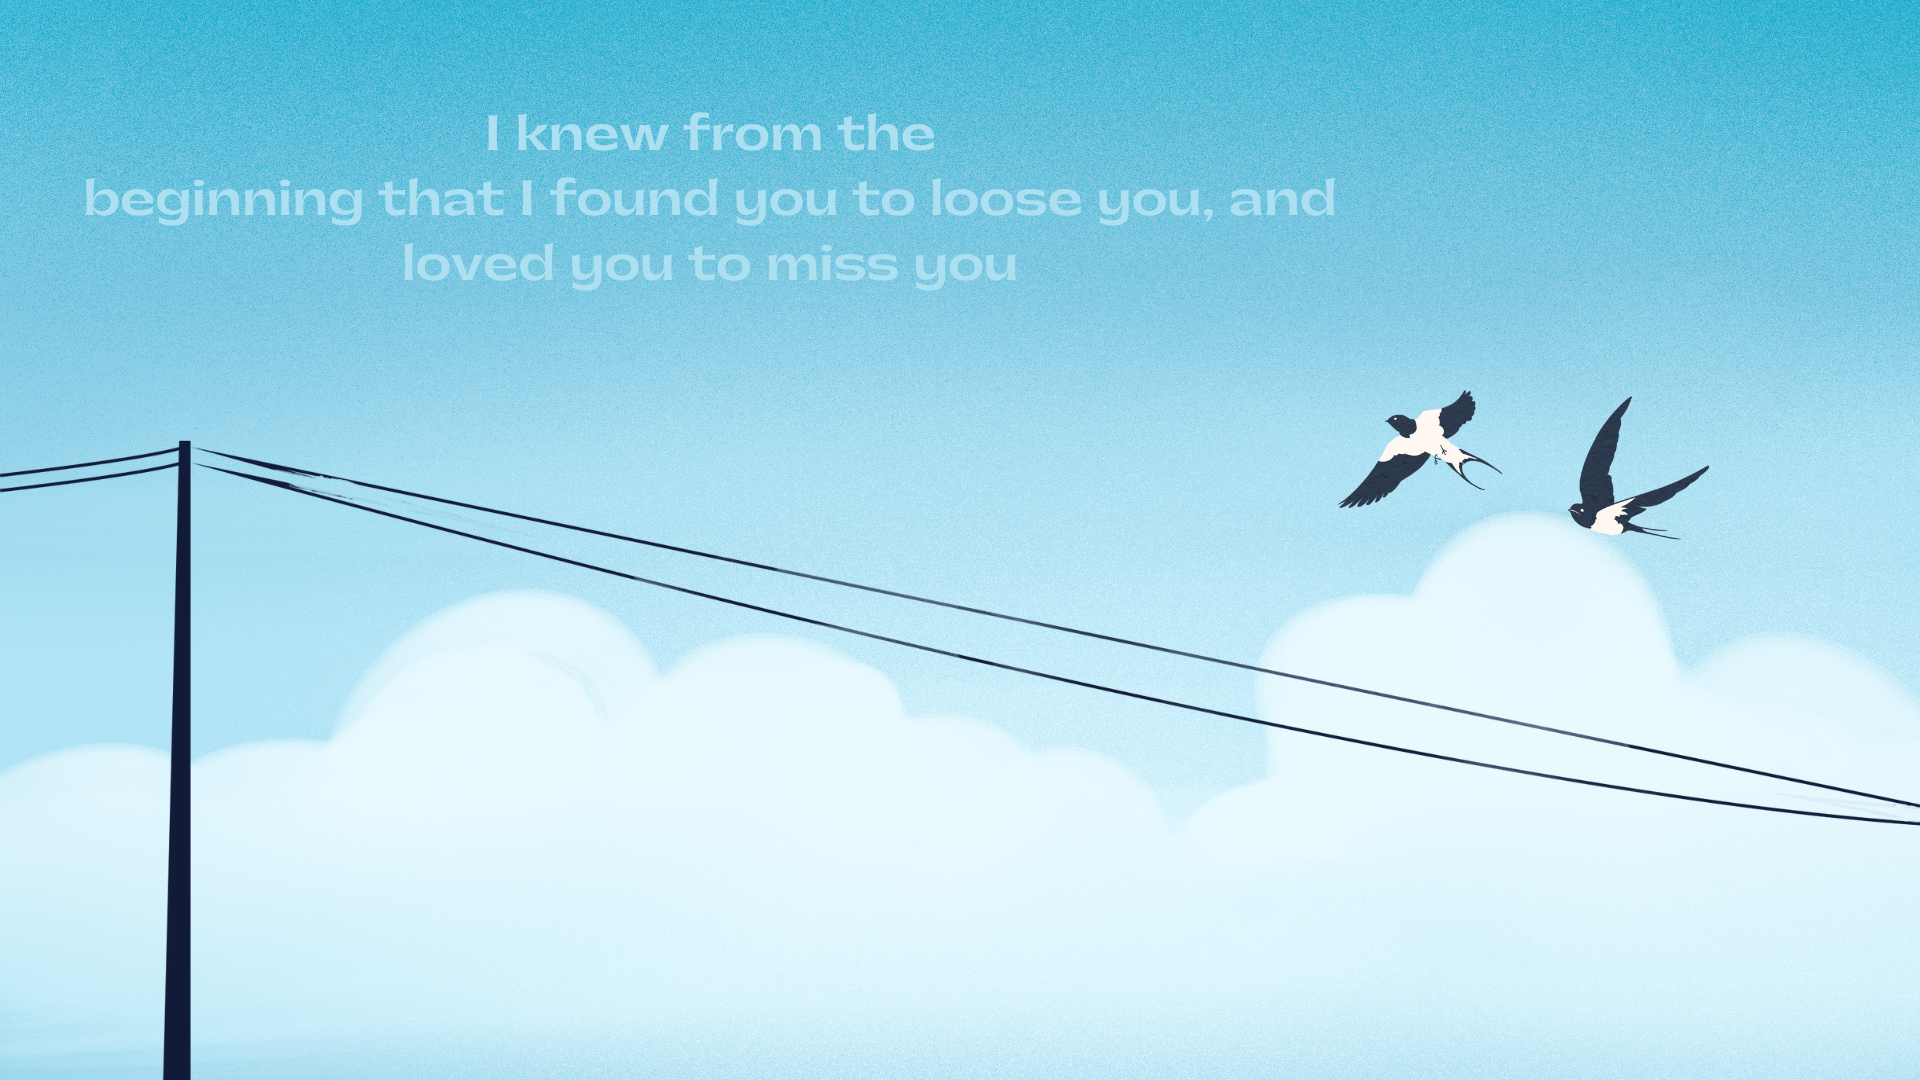 I knew from the
beginning that I found you to loose you, and
loved you to miss you